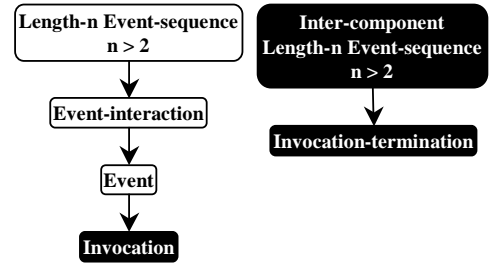 Length-n Event-sequence
n > 2
Event-interaction
Event
Invocation
Inter-component
Length-n Event-sequence
n > 2
Invocation-termination